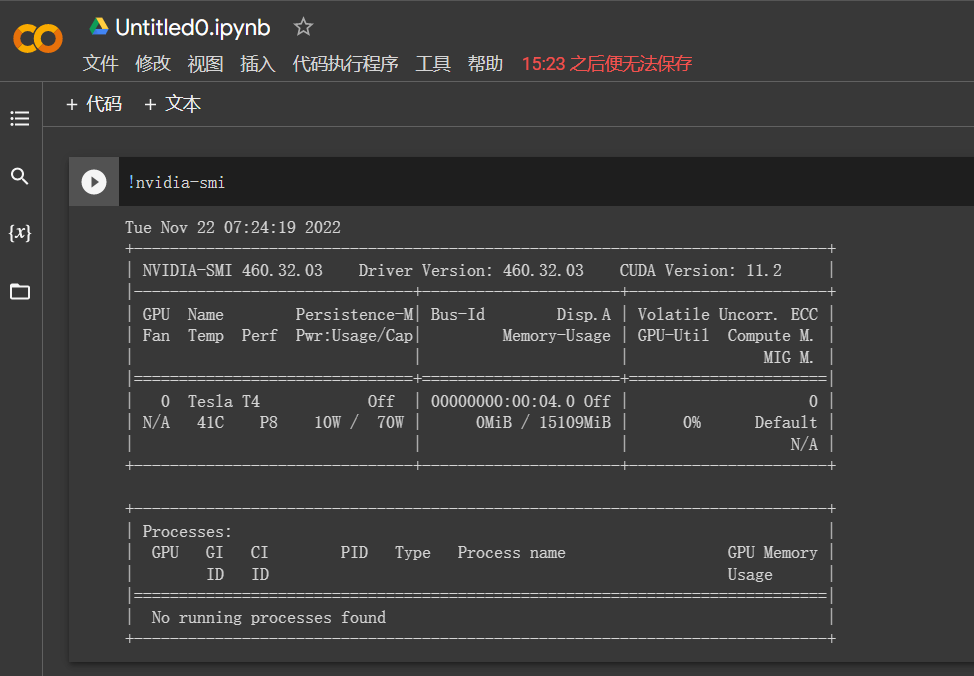 Untitled0.ipynb
文件 修改 视图 插入 代码执行程序 工具 帮助 15:23 之后便无法保存
+ 代码 + 文本
{x}
!nvidia-smi
Tue Nov 22 07:24:19 2022
+-----------------------------------------------------------------------------+
| NVIDIA-SMI 460.32.03    Driver Version: 460.32.03    CUDA Version: 11.2     |
|-------------------------------+----------------------+----------------------+
| GPU  Name        Persistence-M| Bus-Id        Disp.A | Volatile Uncorr. ECC |
| Fan  Temp  Perf  Pwr:Usage/Cap|         Memory-Usage | GPU-Util  Compute M. |
|                               |                      |               MIG M. |
|===============================+======================+======================|
|   0  Tesla T4            Off  | 00000000:00:04.0 Off |                    0 |
| N/A   41C    P8    10W /  70W |      0MiB / 15109MiB |      0%      Default |
|                               |                      |                  N/A |
+-------------------------------+----------------------+----------------------+
+-----------------------------------------------------------------------------+
| Processes:                                                                  |
|  GPU   GI   CI        PID   Type   Process name                  GPU Memory |
|        ID   ID                                                   Usage      |
|=============================================================================|
|  No running processes found                                                 |
+-----------------------------------------------------------------------------+